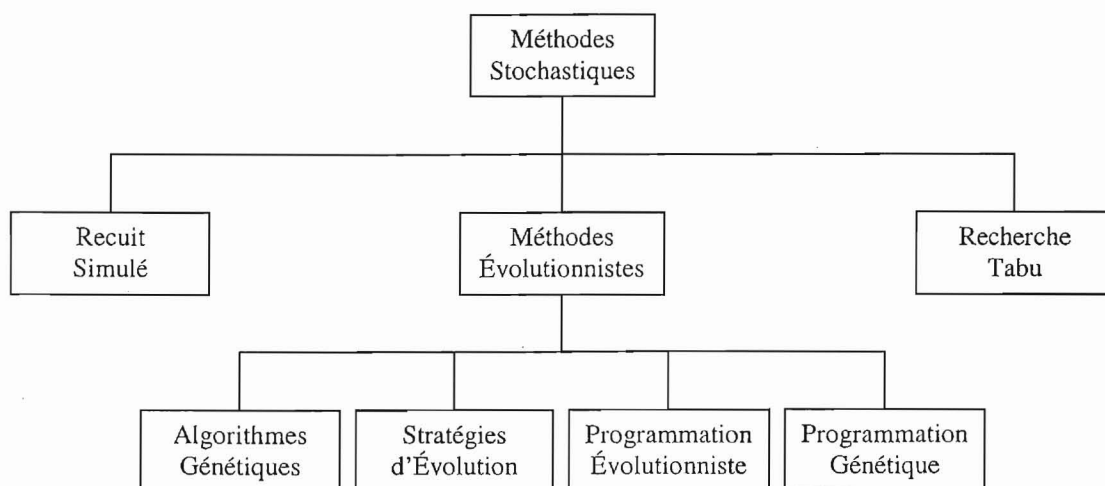 Méthodes
Stochastiques
Recuit
Simulé
Méthodes
Évolutionnistes
Recherche
Tabu
Algorithmes
Génétiques
Stratégies
d'Évolution
Programmation
Évolutionniste
Programmation
Génétique